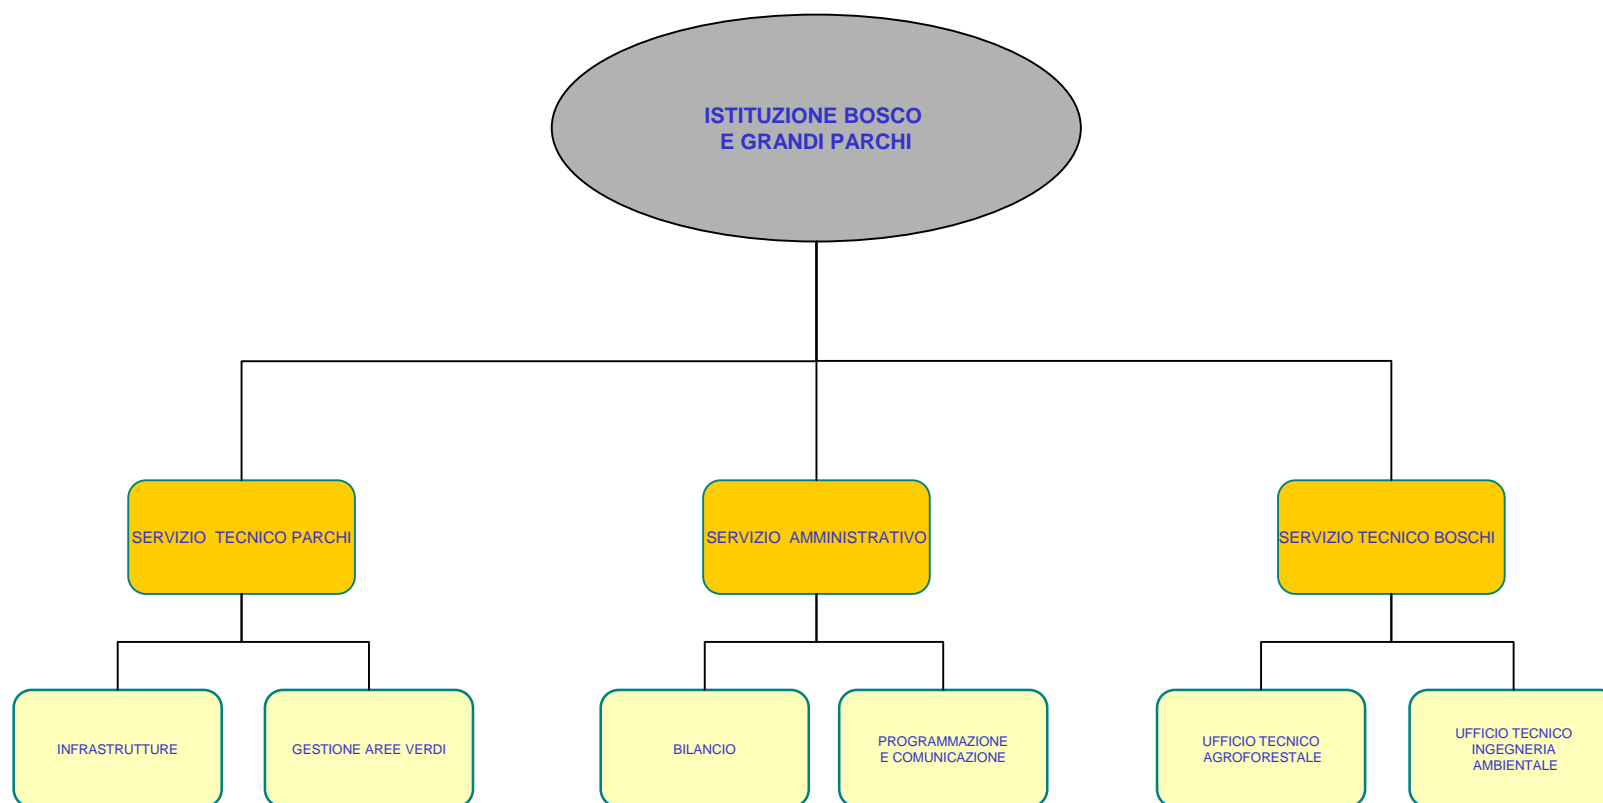 ISTITUZIONE BOSCO
E GRANDI PARCHI
SERVIZIO TECNICO PARCHI
SERVIZIO AMMINISTRATIVO
SERVIZIO TECNICO BOSCHI
INFRASTRUTTURE
GESTIONE AREE VERDI
BILANCIO
PROGRAMMAZIONE
E COMUNICAZIONE
UFFICIO TECNICO
AGROFORESTALE
UFFICIO TECNICO
INGEGNERIA
AMBIENTALE